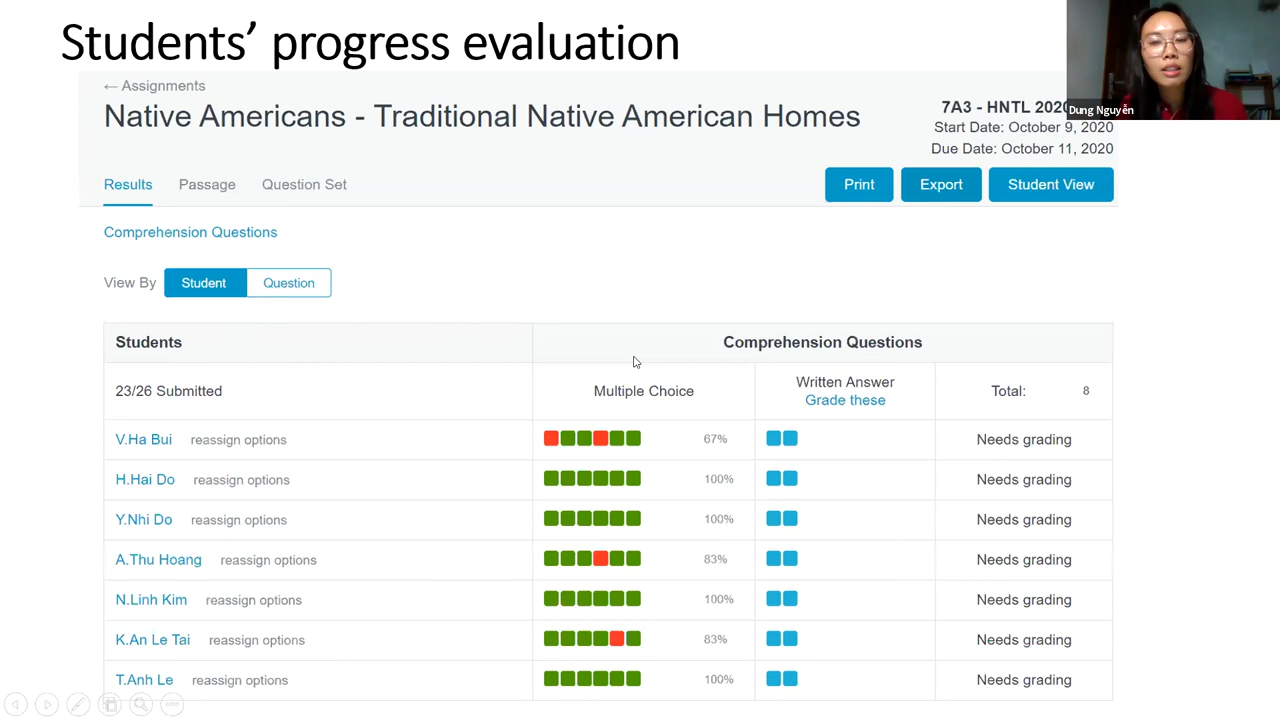 Students’ progress evaluation
Dung Nguyễn
← Assignments
Native Americans - Traditional Native American Homes
7A3 - HNTL 2020
Start Date: October 9, 2020
Due Date: October 11, 2020
Results Passage Question Set
Print Export Student View
Comprehension Questions
View By Student Question
Students Comprehension Questions
23/26 Submitted Multiple Choice Written Answer Grade these Total: 8
V.Ha Bui reassign options 67% Needs grading
H.Hai Do reassign options 100% Needs grading
Y.Nhi Do reassign options 100% Needs grading
A.Thu Hoang reassign options 83% Needs grading
N.Linh Kim reassign options 100% Needs grading
K.An Le Tai reassign options 83% Needs grading
T.Anh Le reassign options 100% Needs grading